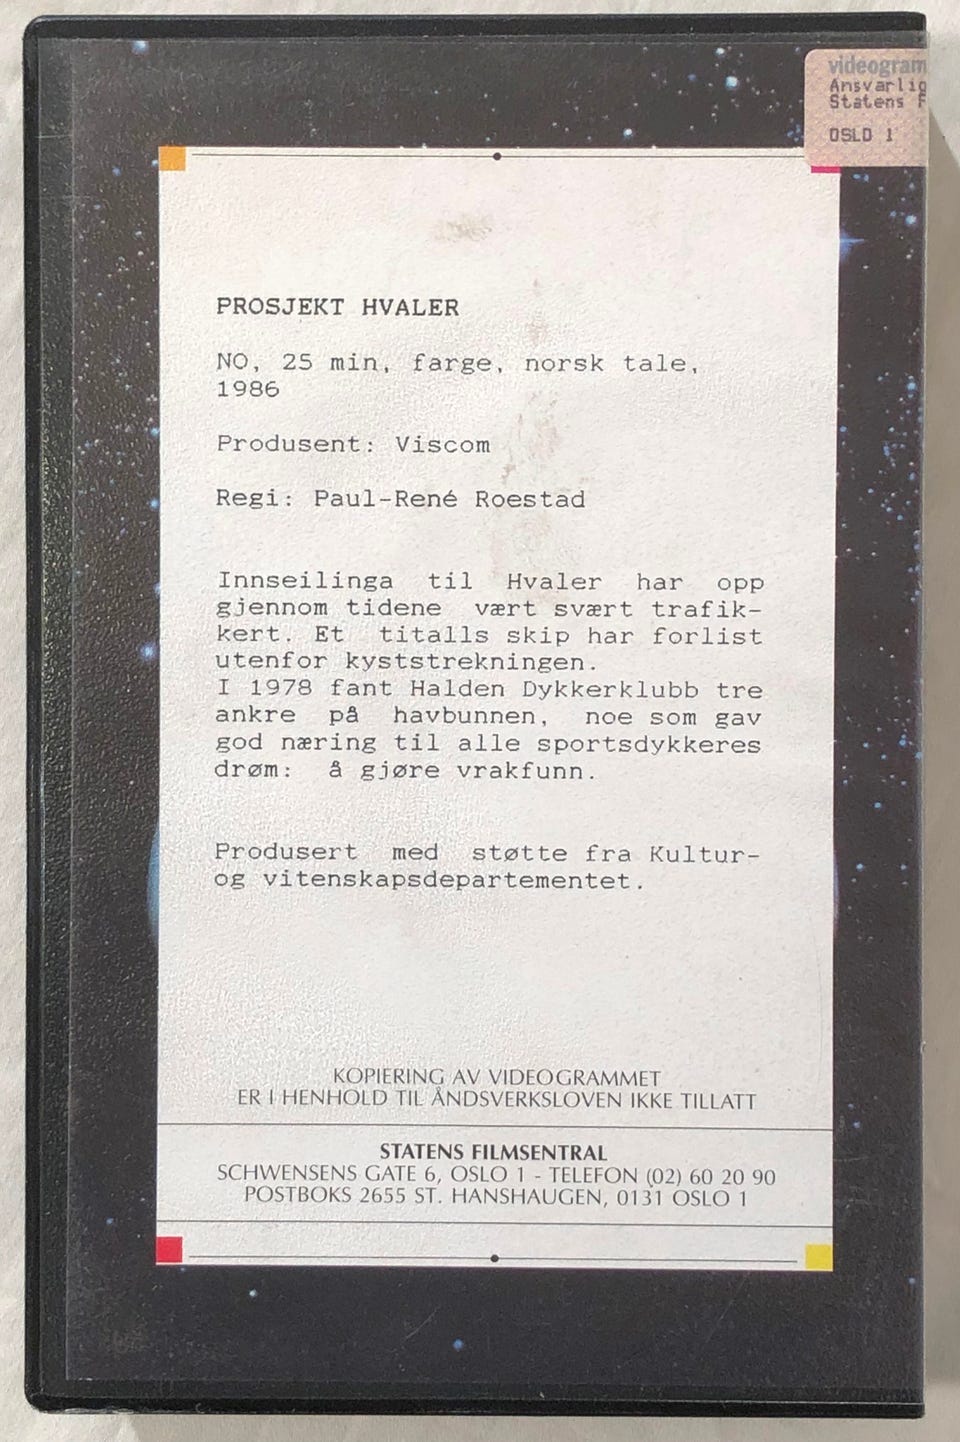 videogram
Ansvarlig
Statens F
OSLO 1
PROSJEKT HVALER
NO, 25 min, farge, norsk tale,
1986
Produsent: Viscom
Regi: Paul-René Roestad
Innseilinga til Hvaler har opp
gjennom tidene vært svært trafik-
kert. Et titalls skip har forlist
utenfor kyststrekningen.
I 1978 fant Halden Dykkerklubb tre
ankre på havbunnen, noe som gav
god næring til alle sportsdykkeres
drøm: å gjøre vrakfunn.
Produsert med støtte fra Kultur-
og vitenskapsdepartementet.
KOPIERING AV VIDEOGRAMMET
ER I HENHOLD TIL ÅNDSVERKSLOVEN IKKE TILLATT
STATENS FILMSENTRAL
SCHWENSENS GATE 6, OSLO 1 - TELEFON (02) 60 20 90
POSTBOKS 2655 ST. HANSHAUGEN, 0131 OSLO 1